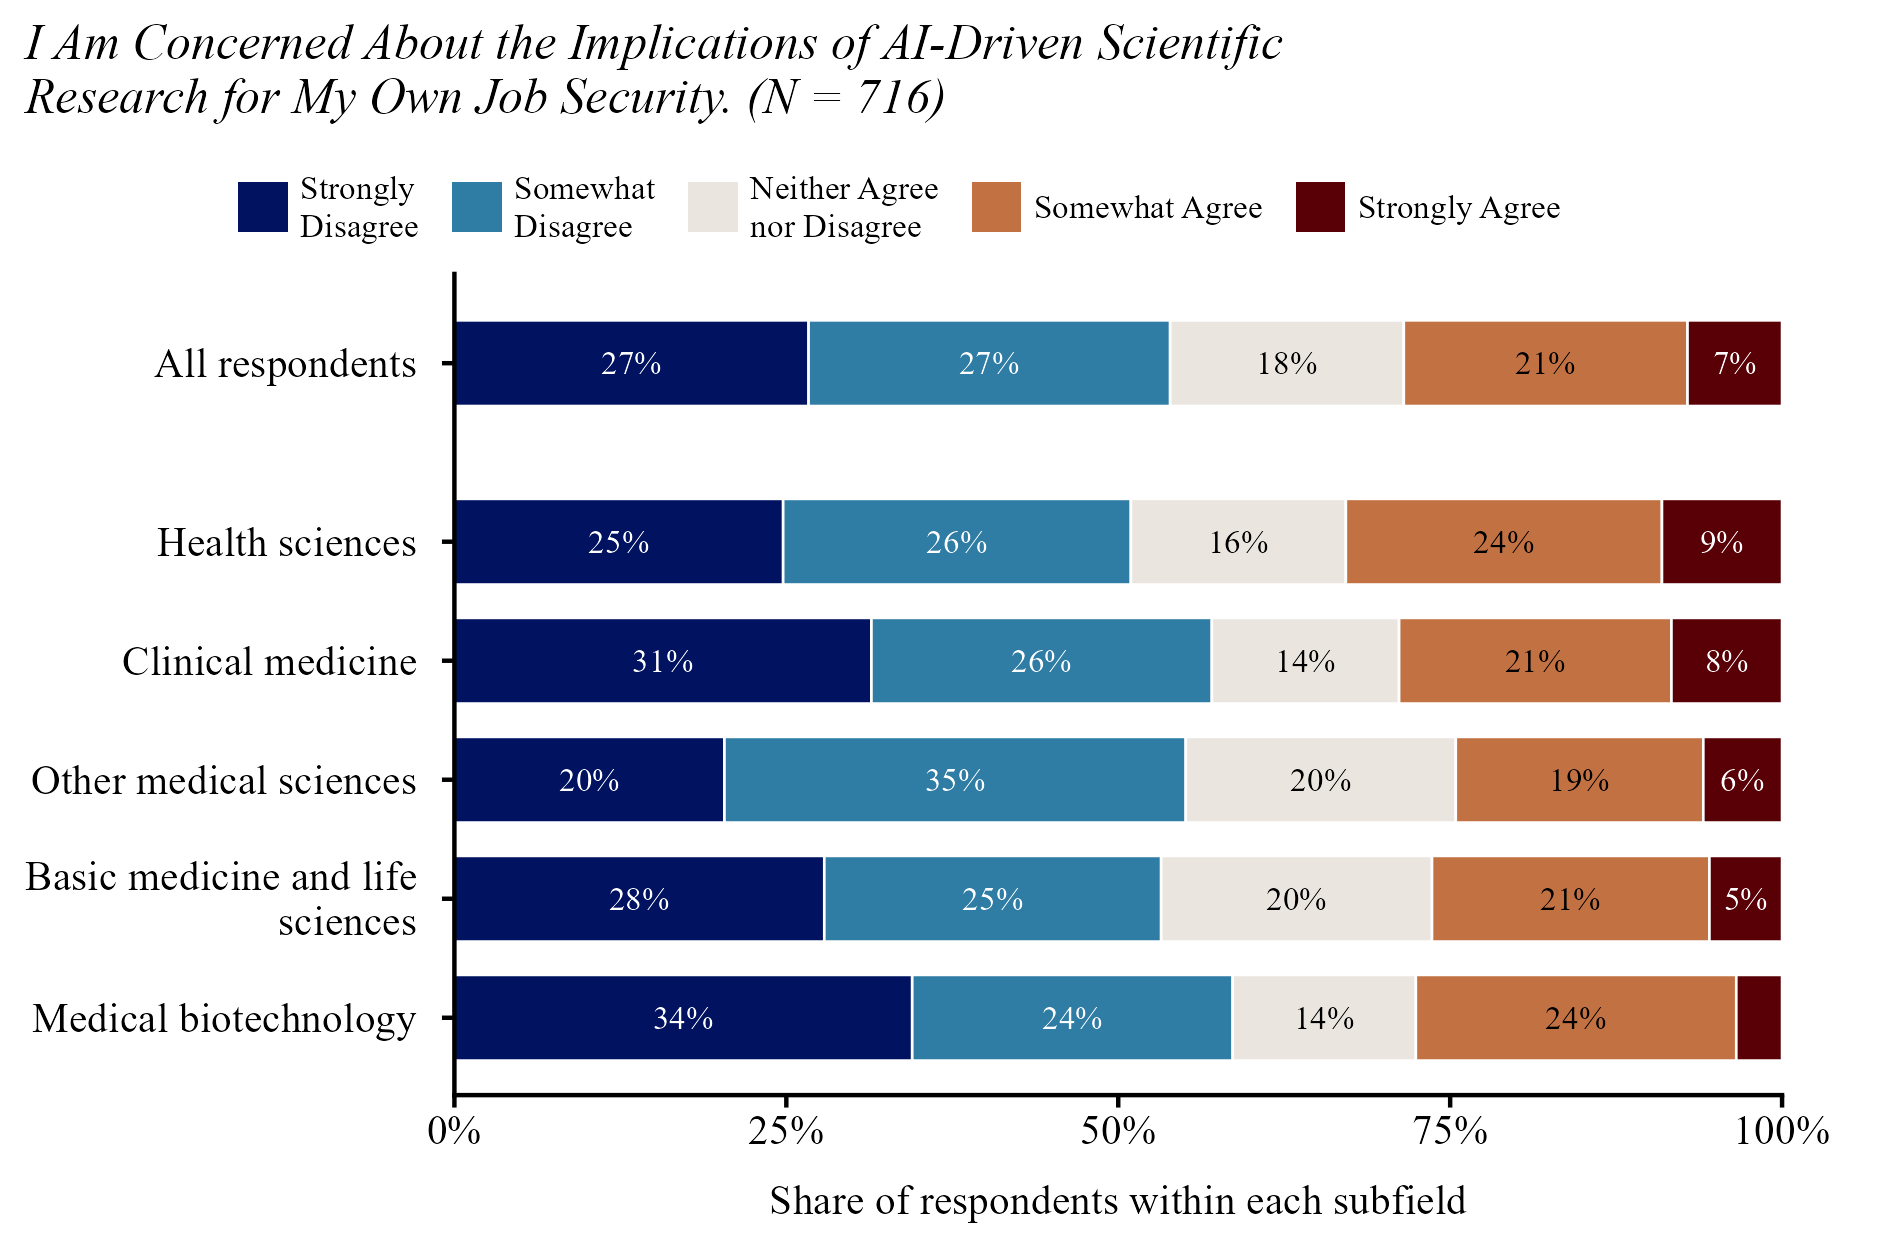 I Am Concerned About the Implications of AI-Driven Scientific
Research for My Own Job Security. (N = 716)
Strongly
Disagree
Somewhat
Disagree
Neither Agree
nor Disagree
Somewhat Agree
Strongly Agree
All respondents
27%
27%
18%
21%
7%
Health sciences
25%
26%
16%
24%
9%
Clinical medicine
31%
26%
14%
21%
8%
Other medical sciences
20%
35%
20%
19%
6%
Basic medicine and life
sciences
28%
25%
20%
21%
5%
Medical biotechnology
34%
24%
14%
24%
0%
25%
50%
75%
100%
Share of respondents within each subfield